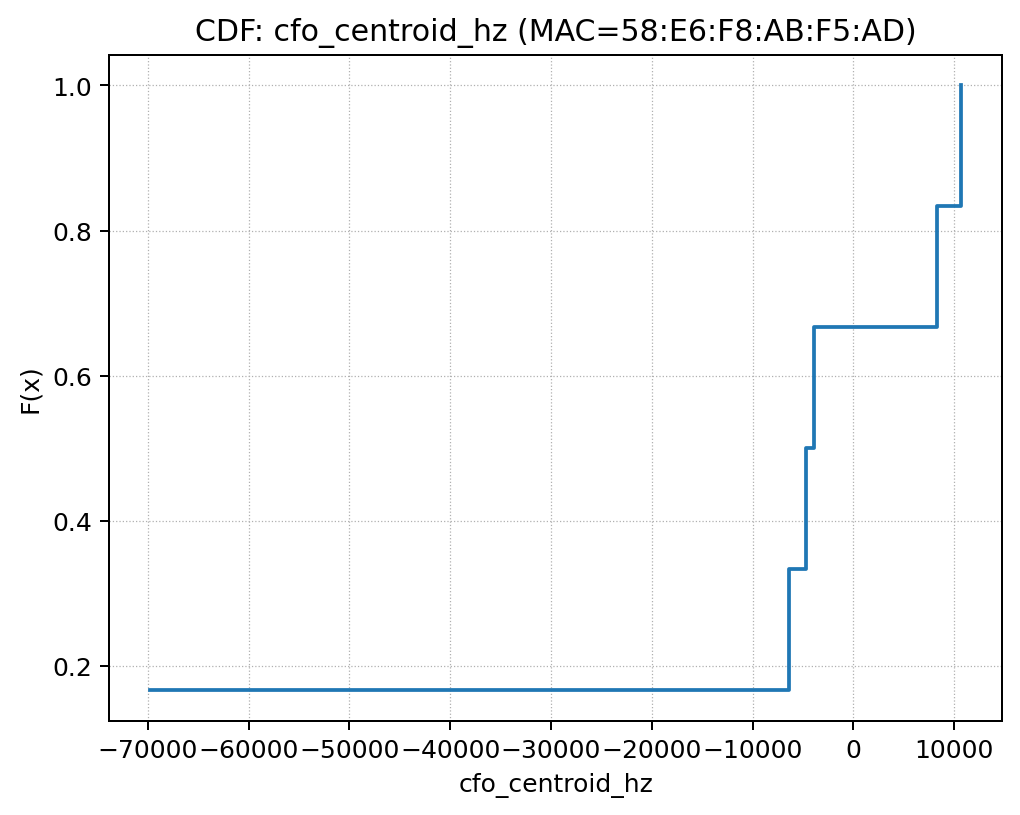 CDF: cfo_centroid_hz (MAC=58:E6:F8:AB:F5:AD)
1.0
0.8
0.6
0.4
0.2
F(x)
−70000 −60000 −50000 −40000 −30000 −20000 −10000 0 10000
cfo_centroid_hz